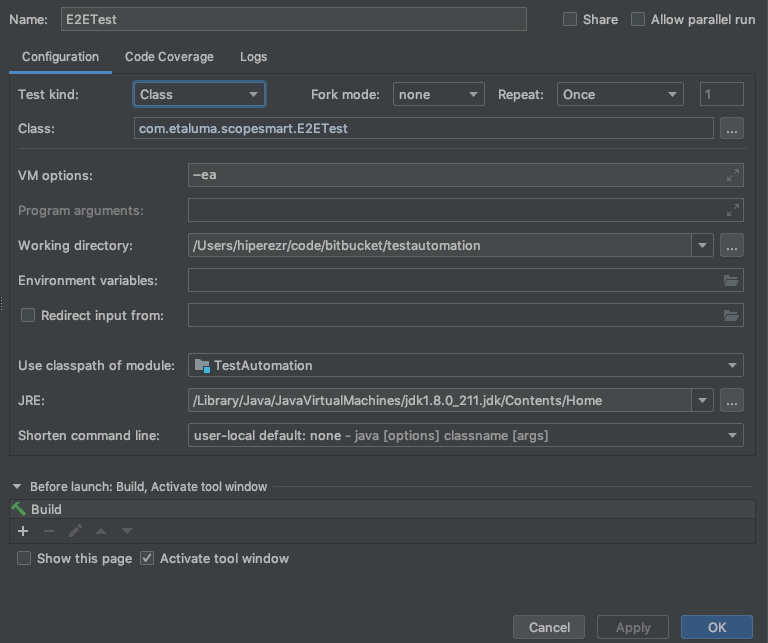 Name: E2ETest Share Allow parallel run
Configuration Code Coverage Logs
Test kind: Class Fork mode: none Repeat: Once 1
Class: com.etaluma.scopesmart.E2ETest ...
VM options: –ea
Program arguments:
Working directory: /Users/hiperezr/code/bitbucket/testautomation ...
Environment variables:
Redirect input from:
Use classpath of module: TestAutomation
JRE: /Library/Java/JavaVirtualMachines/jdk1.8.0_211.jdk/Contents/Home ...
Shorten command line: user-local default: none - java [options] classname [args]
Before launch: Build, Activate tool window
Build
Show this page Activate tool window
Cancel Apply OK